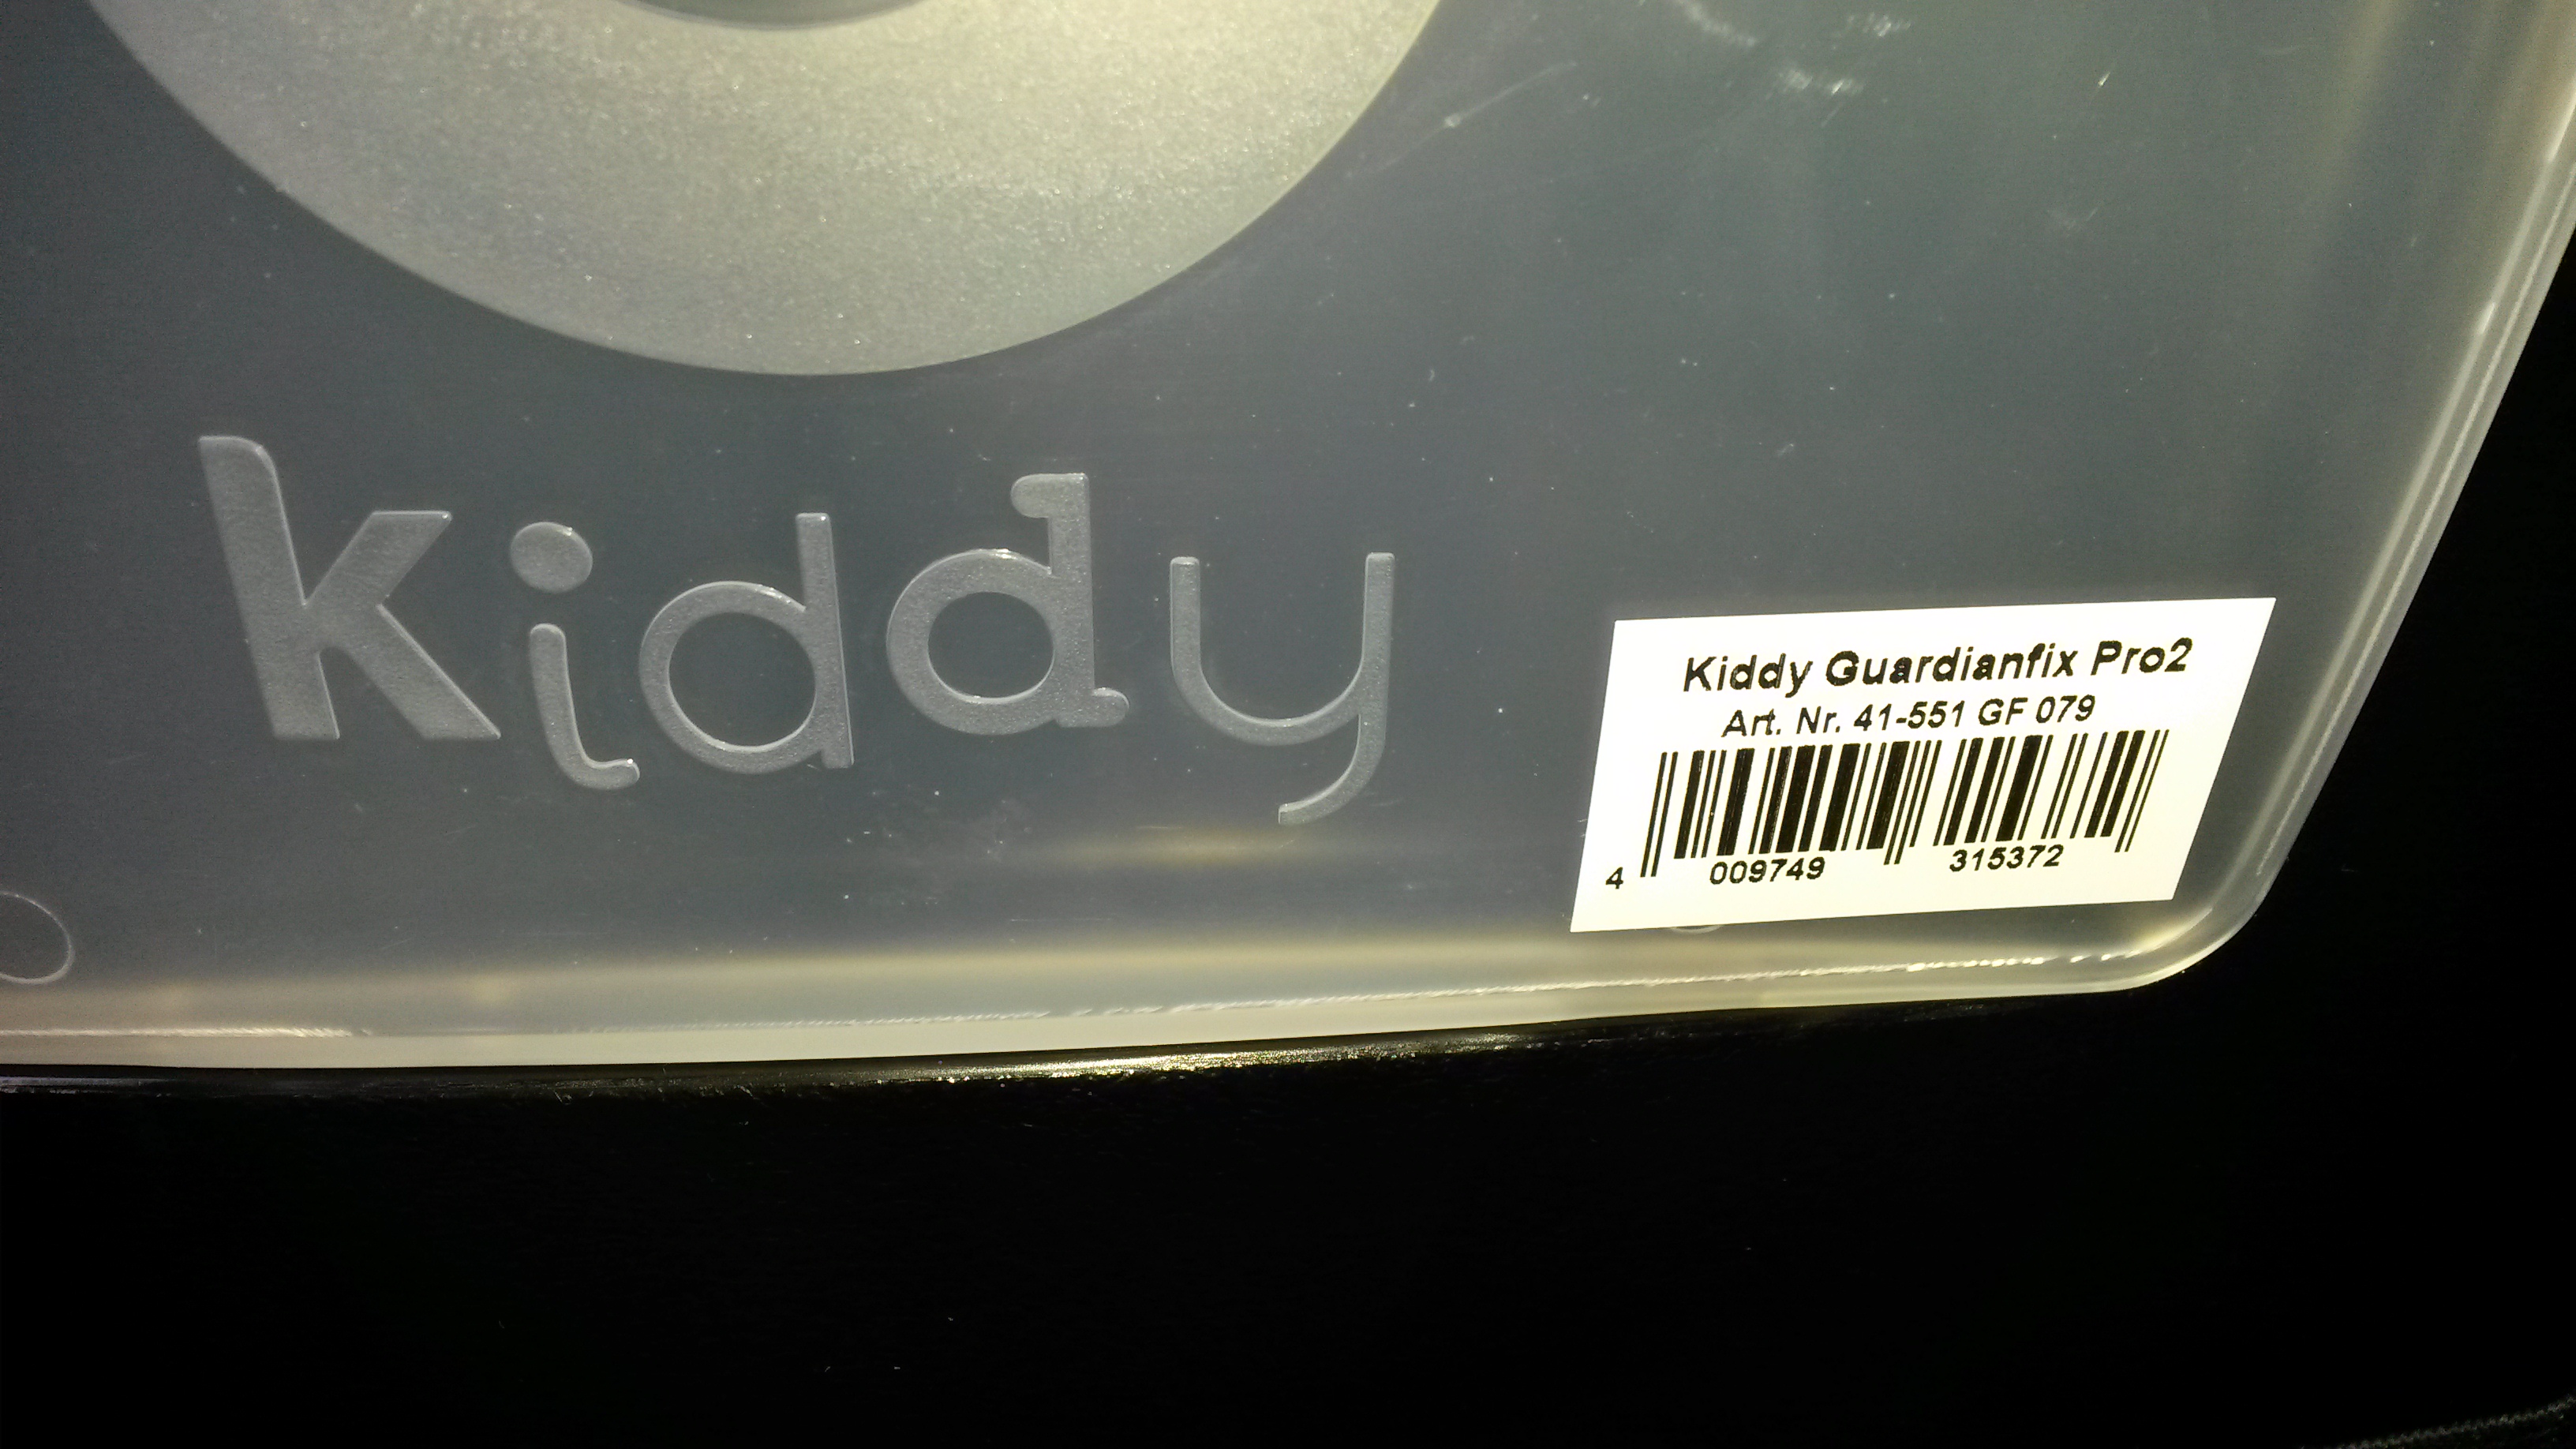 kiddy
Kiddy Guardianfix Pro2
Art. Nr. 41-551 GF 079
4 009749 315372